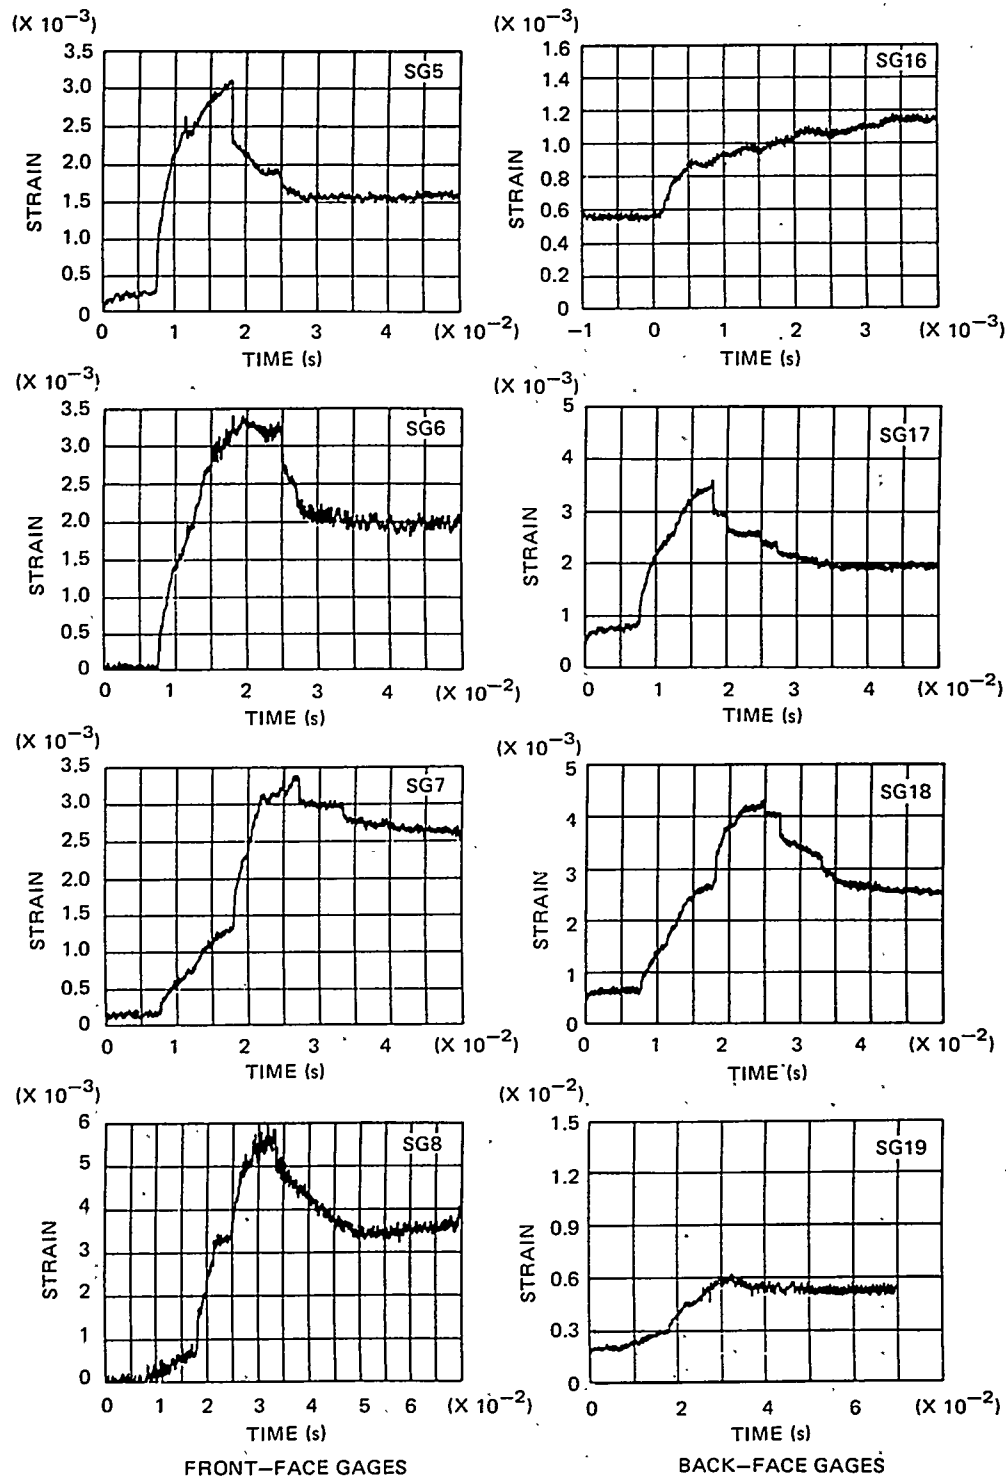 (X 10−3)
3.5
3.0
2.5
2.0
1.5
1.0
0.5
0
STRAIN
SG5
0 1 2 3 4 (X 10−2)
TIME (s)
(X 10−3)
1.6
1.4
1.2
1.0
0.8
0.6
0.4
0.2
0
STRAIN
SG16
−1 0 1 2 3 (X 10−3)
TIME (s)
(X 10−3)
3.5
3.0
2.5
2.0
1.5
1.0
0.5
0
STRAIN
SG6
0 1 2 3 4 (X 10−2)
TIME (s)
(X 10−3)
5
4
3
2
1
0
STRAIN
SG17
0 1 2 3 4 (X 10−2)
TIME (s)
(X 10−3)
3.5
3.0
2.5
2.0
1.5
1.0
0.5
0
STRAIN
SG7
0 1 2 3 4 (X 10−2)
TIME (s)
(X 10−3)
5
4
3
2
1
0
STRAIN
SG18
0 1 2 3 4 (X 10−2)
TIME (s)
(X 10−3)
6
5
4
3
2
1
0
STRAIN
SG8
0 1 2 3 4 5 6 (X 10−2)
TIME (s)
FRONT−FACE GAGES
(X 10−2)
1.5
1.2
0.9
0.6
0.3
0
STRAIN
SG19
0 2 4 6 (X 10−2)
TIME (s)
BACK−FACE GAGES